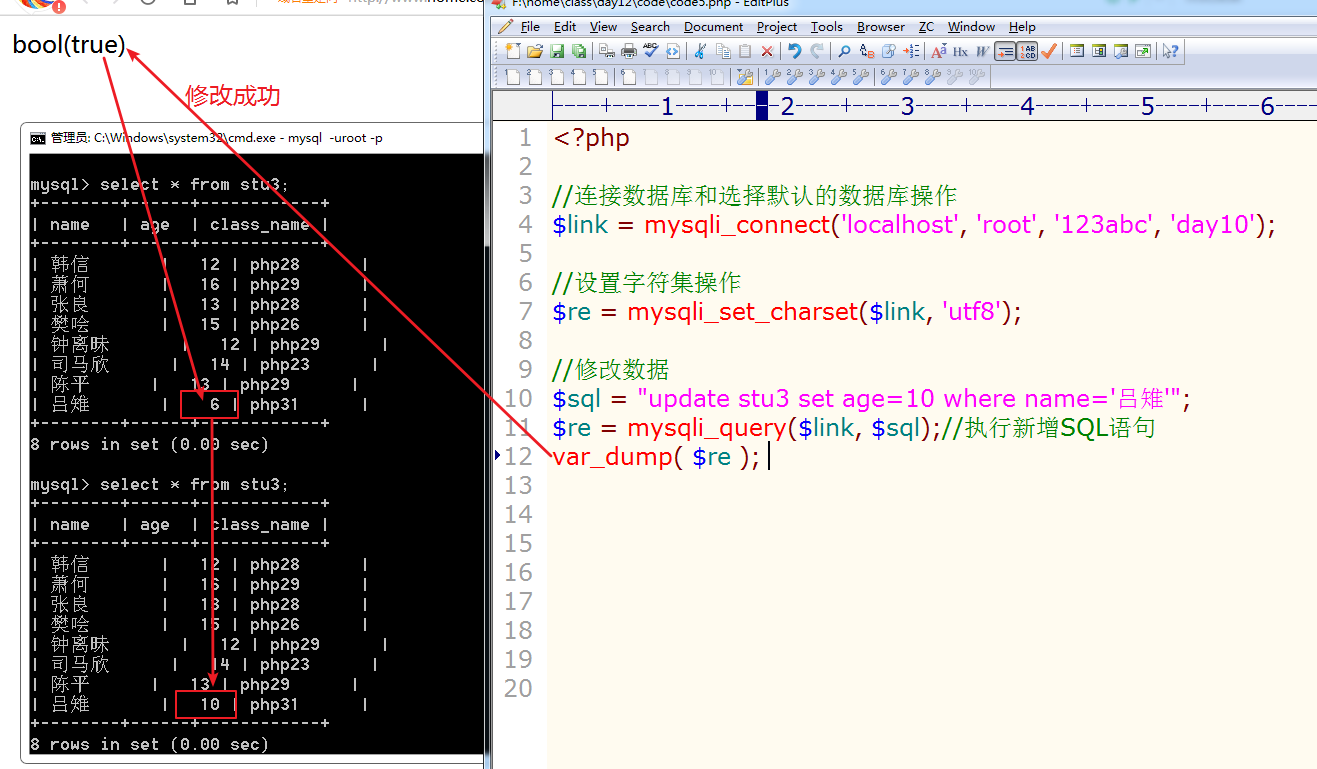 F:\home\class\day12\code\code5.php - EditPlus
bool(true)
修改成功
管理员: C:\Windows\system32\cmd.exe - mysql -uroot -p
mysql> select * from stu3;
+--------+------+------------+
| name | age | class_name |
+--------+------+------------+
| 韩信 | 12 | php28 |
| 萧何 | 16 | php29 |
| 张良 | 13 | php28 |
| 樊哙 | 15 | php26 |
| 钟离昧 | 12 | php29 |
| 司马欣 | 14 | php23 |
| 陈平 | 13 | php29 |
| 吕雉 | 6 | php31 |
+--------+------+------------+
8 rows in set (0.00 sec)
mysql> select * from stu3;
+--------+------+------------+
| name | age | class_name |
+--------+------+------------+
| 韩信 | 12 | php28 |
| 萧何 | 16 | php29 |
| 张良 | 13 | php28 |
| 樊哙 | 15 | php26 |
| 钟离昧 | 12 | php29 |
| 司马欣 | 14 | php23 |
| 陈平 | 13 | php29 |
| 吕雉 | 10 | php31 |
+--------+------+------------+
8 rows in set (0.00 sec)
File Edit View Search Document Project Tools Browser ZC Window Help
----+----1----+----2----+----3----+----4----+----5----+----6----
1 <?php
2
3 //连接数据库和选择默认的数据库操作
4 $link = mysqli_connect('localhost', 'root', '123abc', 'day10');
5
6 //设置字符集操作
7 $re = mysqli_set_charset($link, 'utf8');
8
9 //修改数据
10 $sql = "update stu3 set age=10 where name='吕雉'";
11 $re = mysqli_query($link, $sql);//执行新增SQL语句
12 var_dump( $re );
13
14
15
16
17
18
19
20